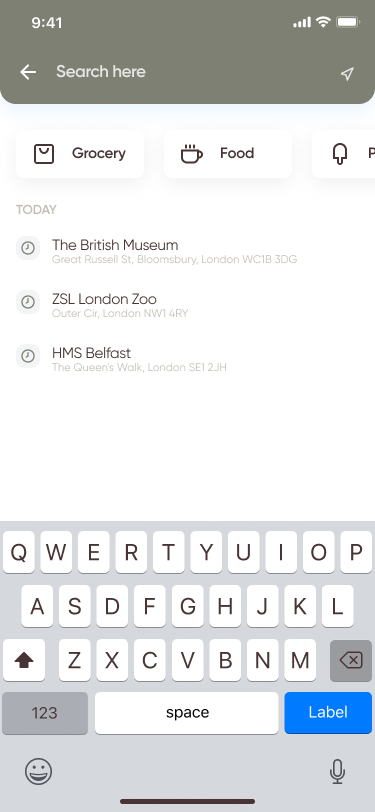 9:41
Search here
Grocery
Food
P
TODAY
The British Museum
Great Russell St, Bloomsbury, London WC1B 3DG
ZSL London Zoo
Outer Cir, London NW1 4RY
HMS Belfast
The Queen's Walk, London SE1 2JH
Q W E R T Y U I O P
A S D F G H J K L
Z X C V B N M
123 space Label